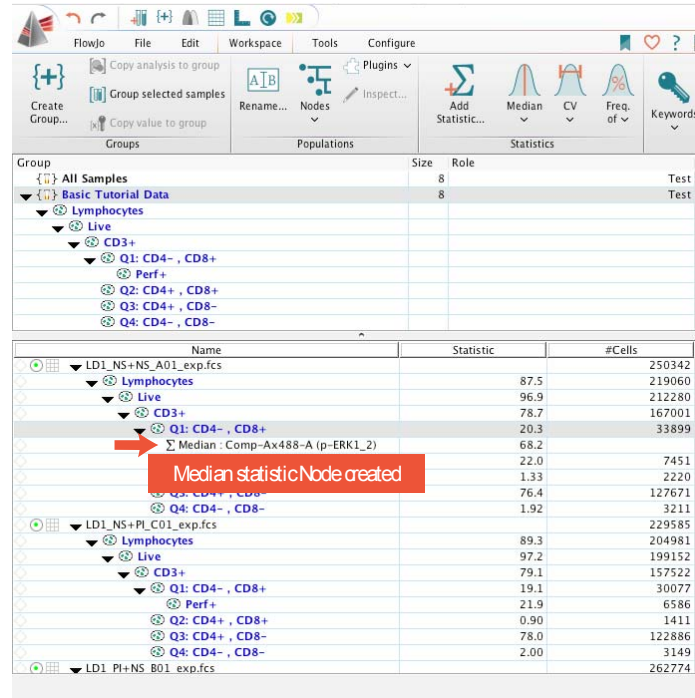 FlowJo File Edit Workspace Tools Configure ?
{+} Copy analysis to group A]B Plugins Σ %
Group selected samples Inspect...
Create Group... Copy value to group Rename... Nodes Add Statistic... Median CV Freq. of Keywords
Groups Populations Statistics
Group Size Role
All Samples 8 Test
Basic Tutorial Data 8 Test
Lymphocytes
Live
CD3+
Q1: CD4- , CD8+
Perf+
Q2: CD4+ , CD8+
Q3: CD4+ , CD8-
Q4: CD4- , CD8-
Name Statistic #Cells
LD1_NS+NS_A01_exp.fcs 250342
Lymphocytes 87.5 219060
Live 96.9 212280
CD3+ 78.7 167001
Q1: CD4- , CD8+ 20.3 33899
Σ Median : Comp-Ax488-A (p-ERK1_2) 68.2
Median statistic Node created 22.0 7451
1.33 2220
Q3: CD4+ , CD8- 76.4 127671
Q4: CD4- , CD8- 1.92 3211
LD1_NS+PI_C01_exp.fcs 229585
Lymphocytes 89.3 204981
Live 97.2 199152
CD3+ 79.1 157522
Q1: CD4- , CD8+ 19.1 30077
Perf+ 21.9 6586
Q2: CD4+ , CD8+ 0.90 1411
Q3: CD4+ , CD8- 78.0 122886
Q4: CD4- , CD8- 2.00 3149
LD1_PI+NS_B01_exp.fcs 262774